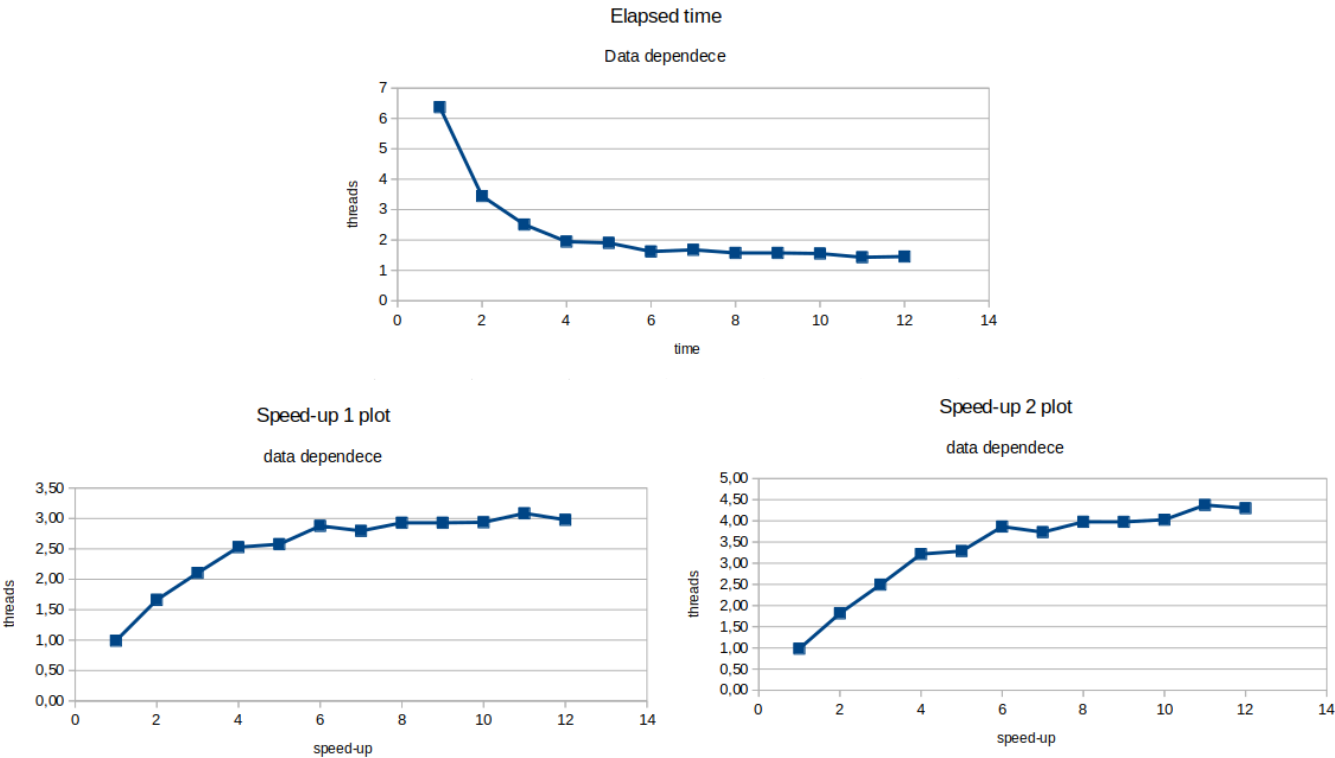 Elapsed time
Data dependece
7
6
5
4
3
2
1
0
threads
0 2 4 6 8 10 12 14
time
Speed-up 1 plot
data dependece
3,50
3,00
2,50
2,00
1,50
1,00
0,50
0,00
threads
0 2 4 6 8 10 12 14
speed-up
Speed-up 2 plot
data dependece
5,00
4,50
4,00
3,50
3,00
2,50
2,00
1,50
1,00
0,50
0,00
threads
0 2 4 6 8 10 12 14
speed-up